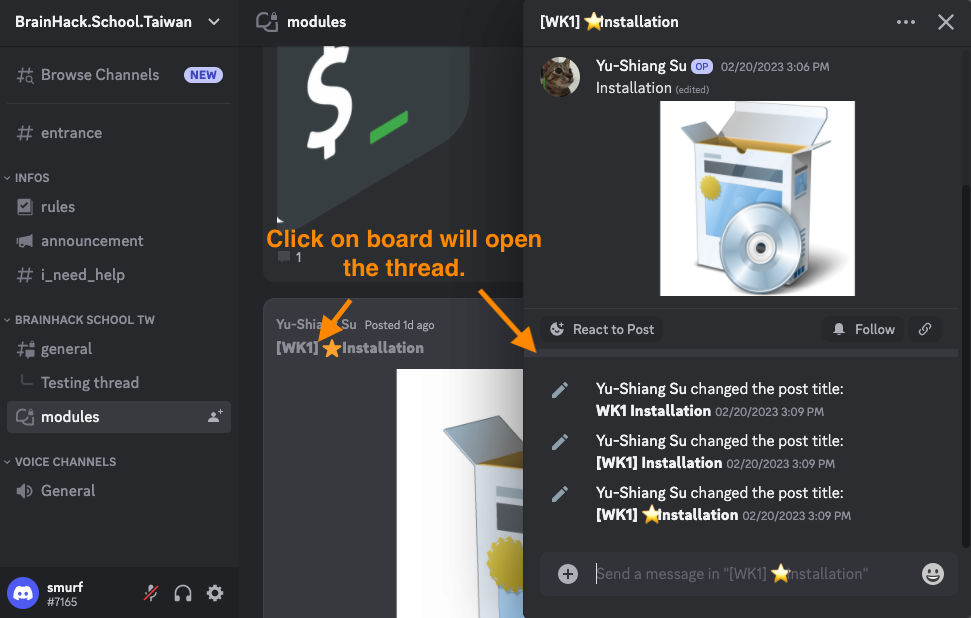 BrainHack.School.Taiwan
Browse Channels NEW
entrance
INFOS
rules
announcement
i_need_help
BRAINHACK SCHOOL TW
general
Testing thread
modules
VOICE CHANNELS
General
smurf
#7165
modules
$_
Click on board will open
the thread.
1
Yu-Shiang Su Posted 1d ago
[WK1] ⭐Installation
[WK1] ⭐Installation
Yu-Shiang Su OP 02/20/2023 3:06 PM
Installation (edited)
React to Post
Follow
Yu-Shiang Su changed the post title:
WK1 Installation 02/20/2023 3:09 PM
Yu-Shiang Su changed the post title:
[WK1] Installation 02/20/2023 3:09 PM
Yu-Shiang Su changed the post title:
[WK1] ⭐Installation 02/20/2023 3:09 PM
Send a message in "[WK1] ⭐Installation"